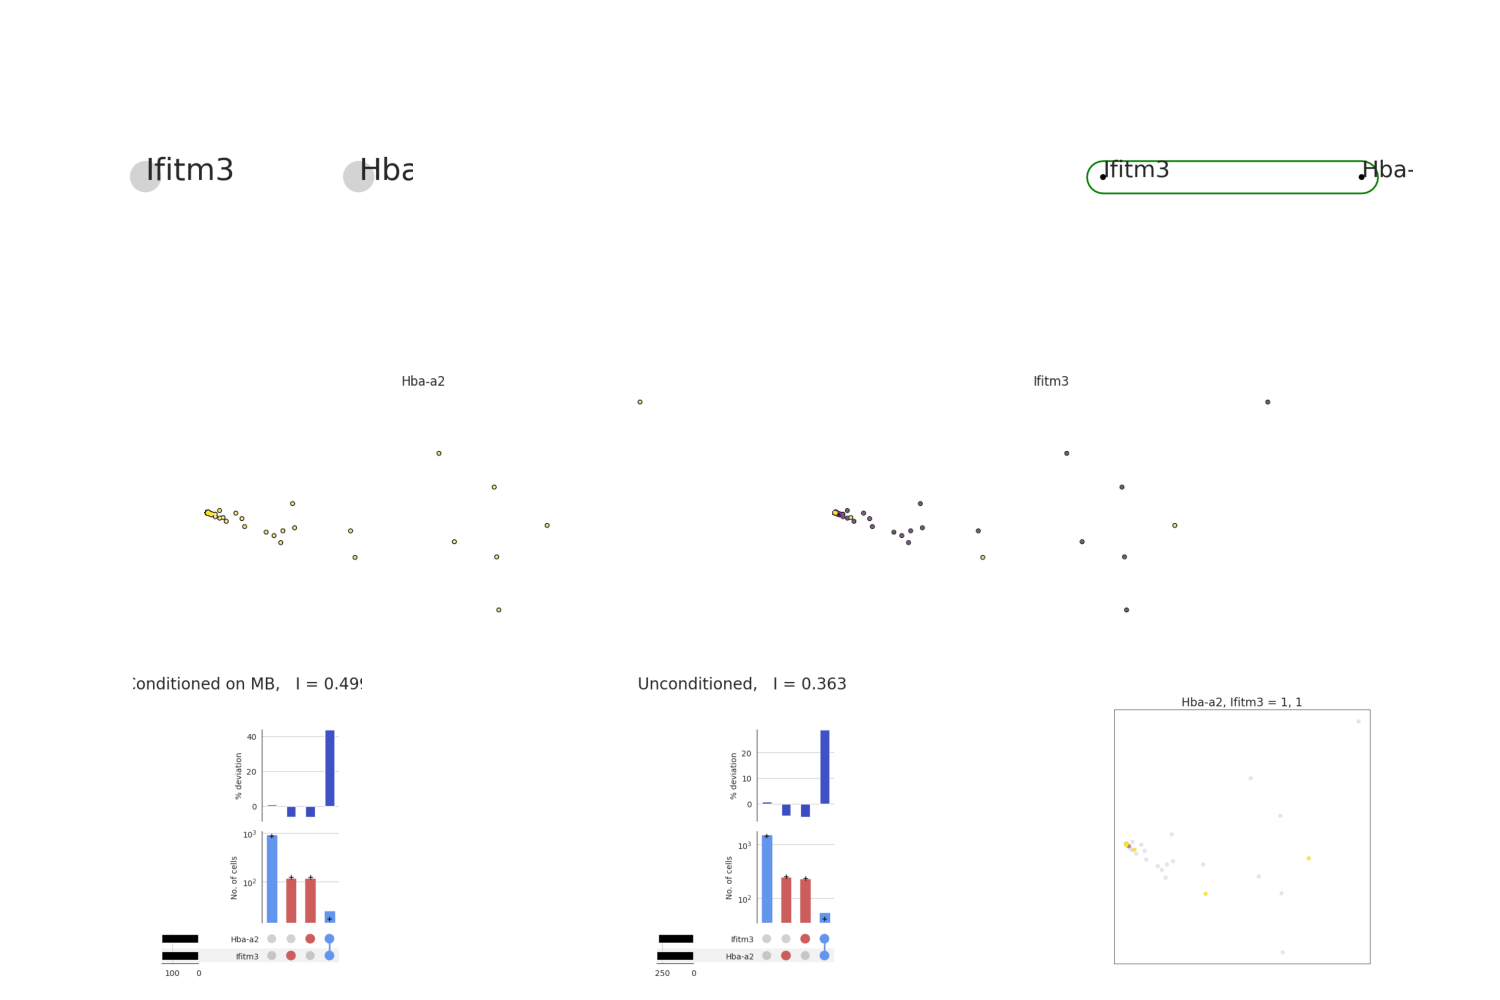 Ifitm3 Hba
Ifitm3 Hba-
Hba-a2
Ifitm3
Conditioned on MB, I = 0.499
Unconditioned, I = 0.363
Hba-a2, Ifitm3 = 1, 1
40
20
0
% deviation
10³
10²
No. of cells
Hba-a2
Ifitm3
100 0
20
10
0
% deviation
10³
10²
No. of cells
Ifitm3
Hba-a2
250 0